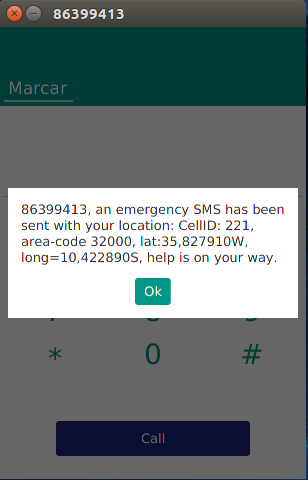 86399413
Marcar
86399413, an emergency SMS has been
sent with your location: CellID: 221,
area-code 32000, lat:35,827910W,
long=10,422890S, help is on your way.
Ok
* 0 #
Call